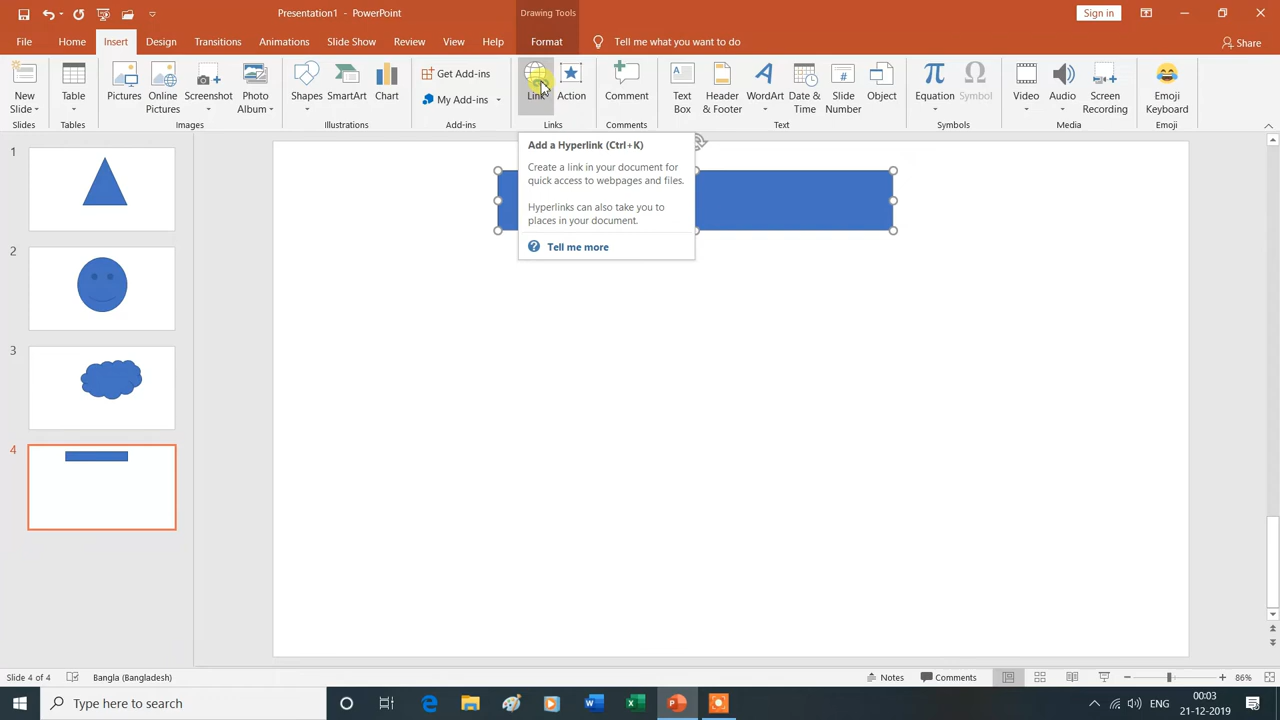 Presentation1 - PowerPoint
Drawing Tools
Sign in
File
Home
Insert
Design
Transitions
Animations
Slide Show
Review
View
Help
Format
Tell me what you want to do
Share
New
Slide
Table
Pictures
Online
Pictures
Screenshot
Photo
Album
Shapes
SmartArt
Chart
Get Add-ins
My Add-ins
Link
Action
Comment
Text
Box
Header
& Footer
WordArt
Date &
Time
Slide
Number
Object
Equation
Symbol
Video
Audio
Screen
Recording
Emoji
Keyboard
Slides
Tables
Images
Illustrations
Add-ins
Links
Comments
Text
Symbols
Media
Emoji
Add a Hyperlink (Ctrl+K)
Create a link in your document for
quick access to webpages and files.
Hyperlinks can also take you to
places in your document.
Tell me more
1
2
3
4
Slide 4 of 4
Bangla (Bangladesh)
Notes
Comments
86%
Type here to search
ENG
00:03
21-12-2019